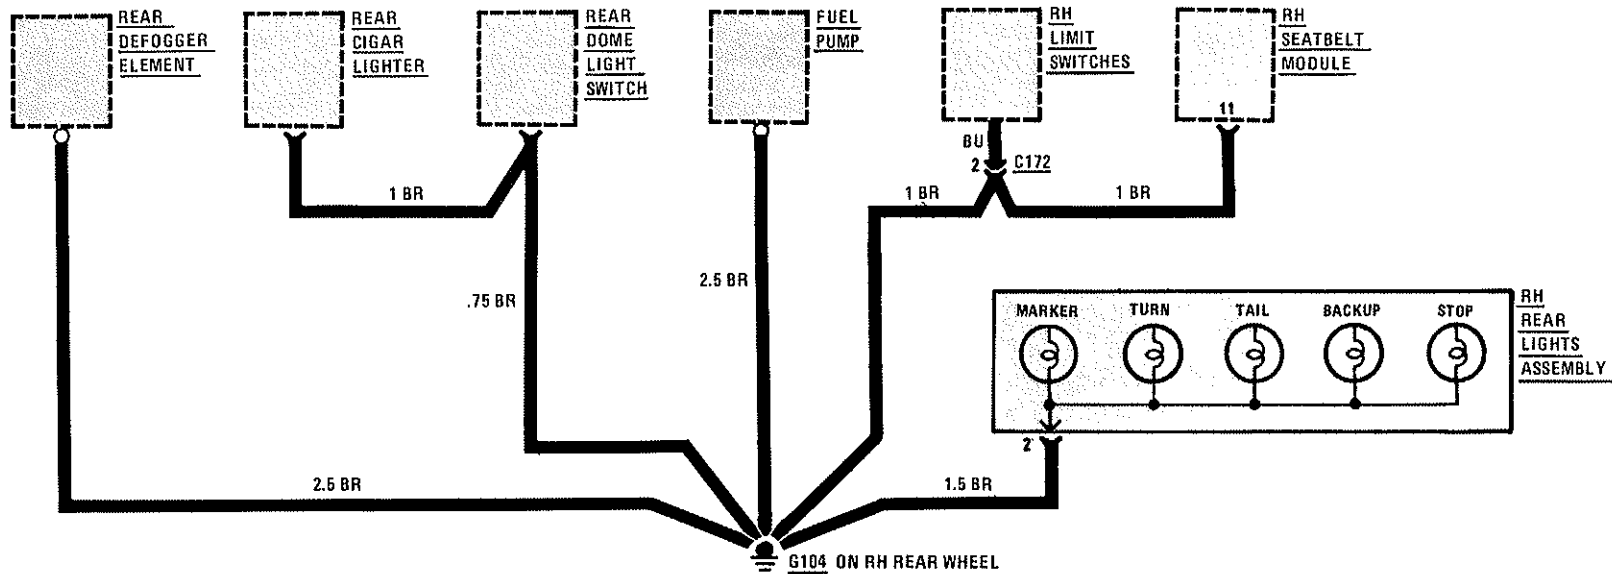 REAR
DEFOGGER
ELEMENT
REAR
CIGAR
LIGHTER
REAR
DOME
LIGHT
SWITCH
FUEL
PUMP
RH
LIMIT
SWITCHES
RH
SEATBELT
MODULE
11
BU
2
C172
1 BR
1 BR
1 BR
.75 BR
2.5 BR
MARKER
TURN
TAIL
BACKUP
STOP
RH
REAR
LIGHTS
ASSEMBLY
2
2.5 BR
1.5 BR
G104 ON RH REAR WHEEL